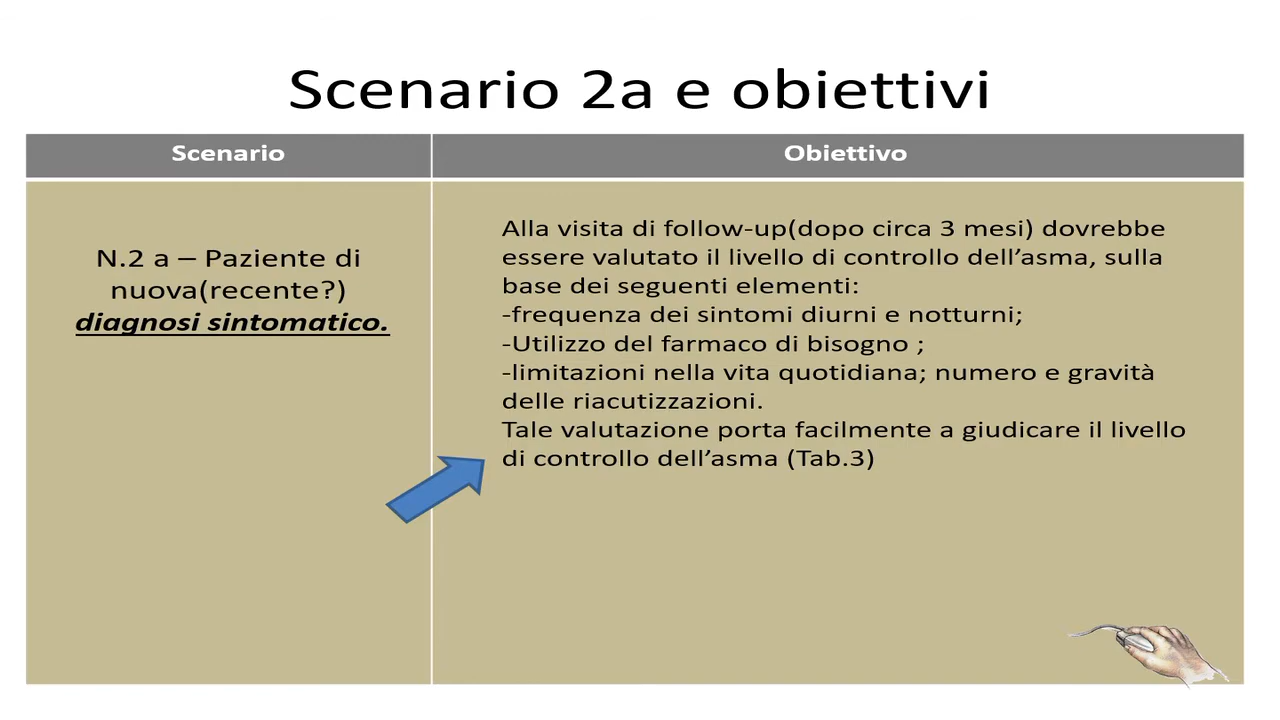 Scenario 2a e obiettivi
Scenario
Obiettivo
N.2 a – Paziente di
nuova(recente?)
diagnosi sintomatico.
Alla visita di follow-up(dopo circa 3 mesi) dovrebbe
essere valutato il livello di controllo dell’asma, sulla
base dei seguenti elementi:
-frequenza dei sintomi diurni e notturni;
-Utilizzo del farmaco di bisogno ;
-limitazioni nella vita quotidiana; numero e gravità
delle riacutizzazioni.
Tale valutazione porta facilmente a giudicare il livello
di controllo dell’asma (Tab.3)